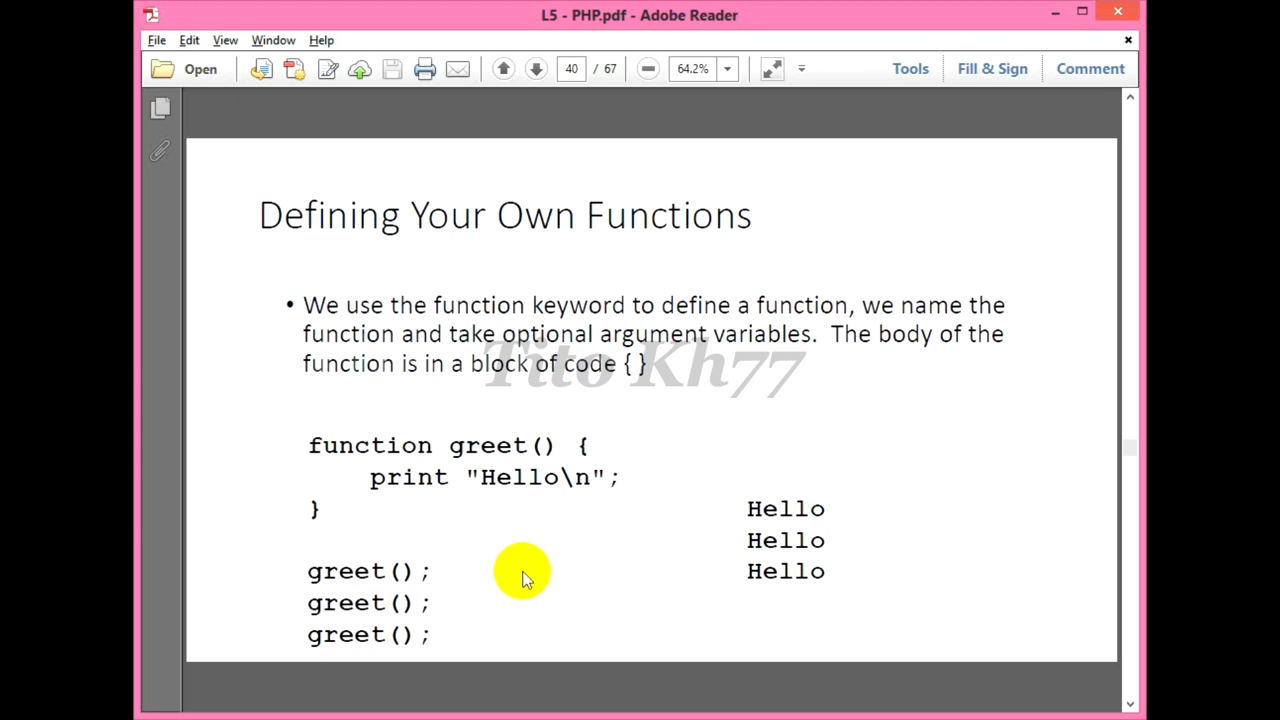 L5 - PHP.pdf - Adobe Reader
File Edit View Window Help
Open 40 / 67 64.2% Tools Fill & Sign Comment
Defining Your Own Functions
• We use the function keyword to define a function, we name the
function and take optional argument variables. The body of the
function is in a block of code { }
Tito Kh77
function greet() {
    print "Hello\n";
}
Hello
Hello
Hello
greet();
greet();
greet();